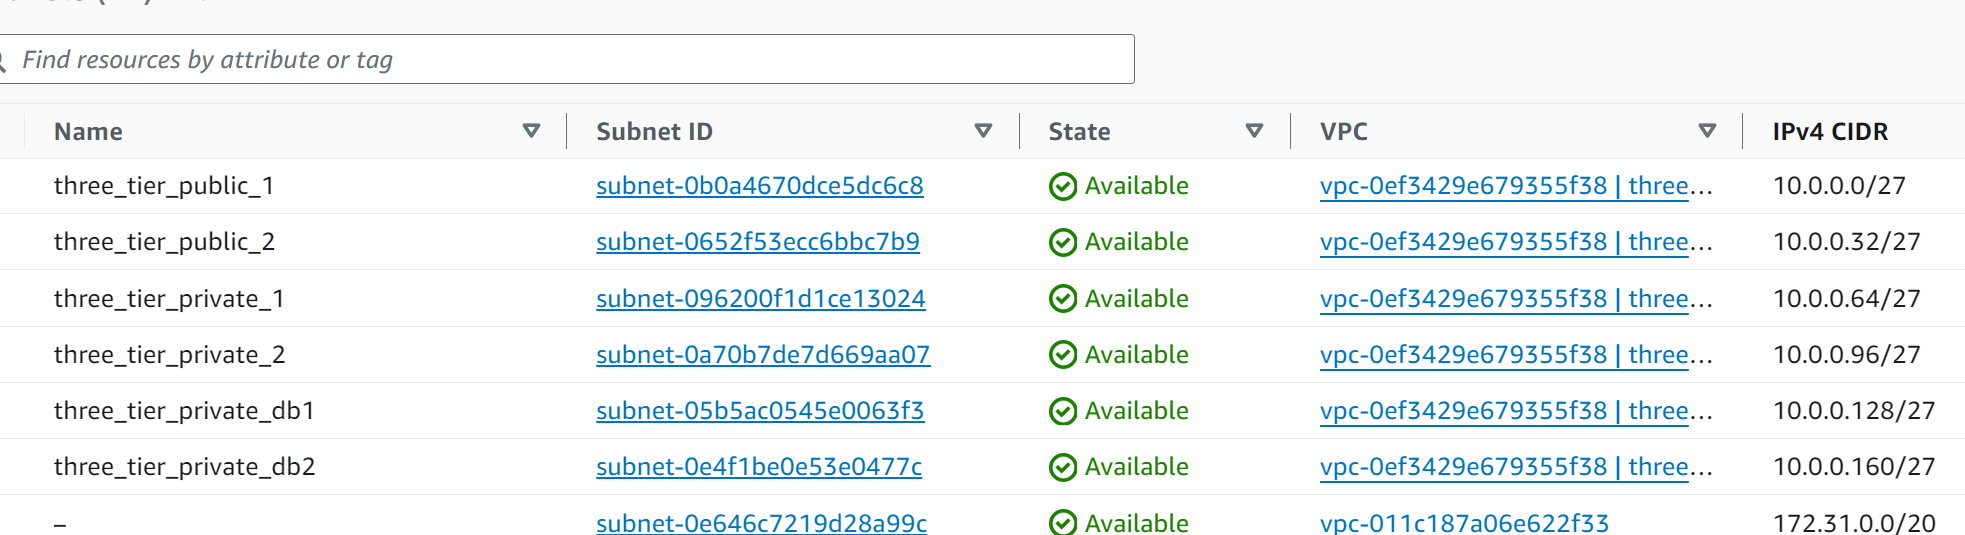 Find resources by attribute or tag
Name Subnet ID State VPC IPv4 CIDR
three_tier_public_1 subnet-0b0a4670dce5dc6c8 Available vpc-0ef3429e679355f38 | three… 10.0.0.0/27
three_tier_public_2 subnet-0652f53ecc6bbc7b9 Available vpc-0ef3429e679355f38 | three… 10.0.0.32/27
three_tier_private_1 subnet-096200f1d1ce13024 Available vpc-0ef3429e679355f38 | three… 10.0.0.64/27
three_tier_private_2 subnet-0a70b7de7d669aa07 Available vpc-0ef3429e679355f38 | three… 10.0.0.96/27
three_tier_private_db1 subnet-05b5ac0545e0063f3 Available vpc-0ef3429e679355f38 | three… 10.0.0.128/27
three_tier_private_db2 subnet-0e4f1be0e53e0477c Available vpc-0ef3429e679355f38 | three… 10.0.0.160/27
– subnet-0e646c7219d28a99c Available vpc-011c187a06e622f33 172.31.0.0/20